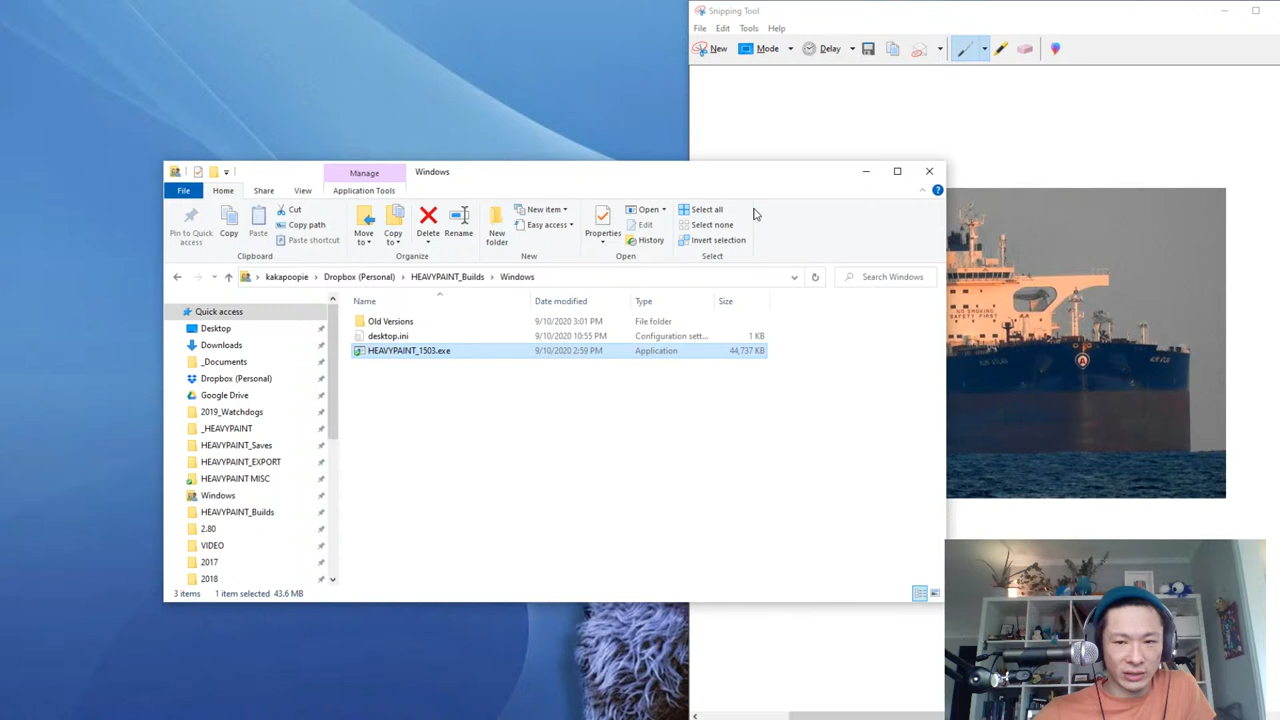 Snipping Tool
File Edit Tools Help
New Mode Delay
Manage Windows
File Home Share View Application Tools
Pin to Quick access
Copy
Paste
Cut
Copy path
Paste shortcut
Clipboard
Move to
Copy to
Delete
Rename
Organize
New folder
New item
Easy access
New
Properties
Open
Edit
History
Open
Select all
Select none
Invert selection
Select
kakapoopie > Dropbox (Personal) > HEAVYPAINT_Builds > Windows
Search Windows
Name Date modified Type Size
Old Versions 9/10/2020 3:01 PM File folder
desktop.ini 9/10/2020 10:55 PM Configuration sett... 1 KB
HEAVYPAINT_1503.exe 9/10/2020 2:59 PM Application 44,737 KB
Quick access
Desktop
Downloads
_Documents
Dropbox (Personal)
Google Drive
2019_Watchdogs
_HEAVYPAINT
HEAVYPAINT_Saves
HEAVYPAINT_EXPORT
HEAVYPAINT MISC
Windows
HEAVYPAINT_Builds
2.80
VIDEO
2017
2018
3 items 1 item selected 43.6 MB
NO SMOKING
SAFETY FIRST